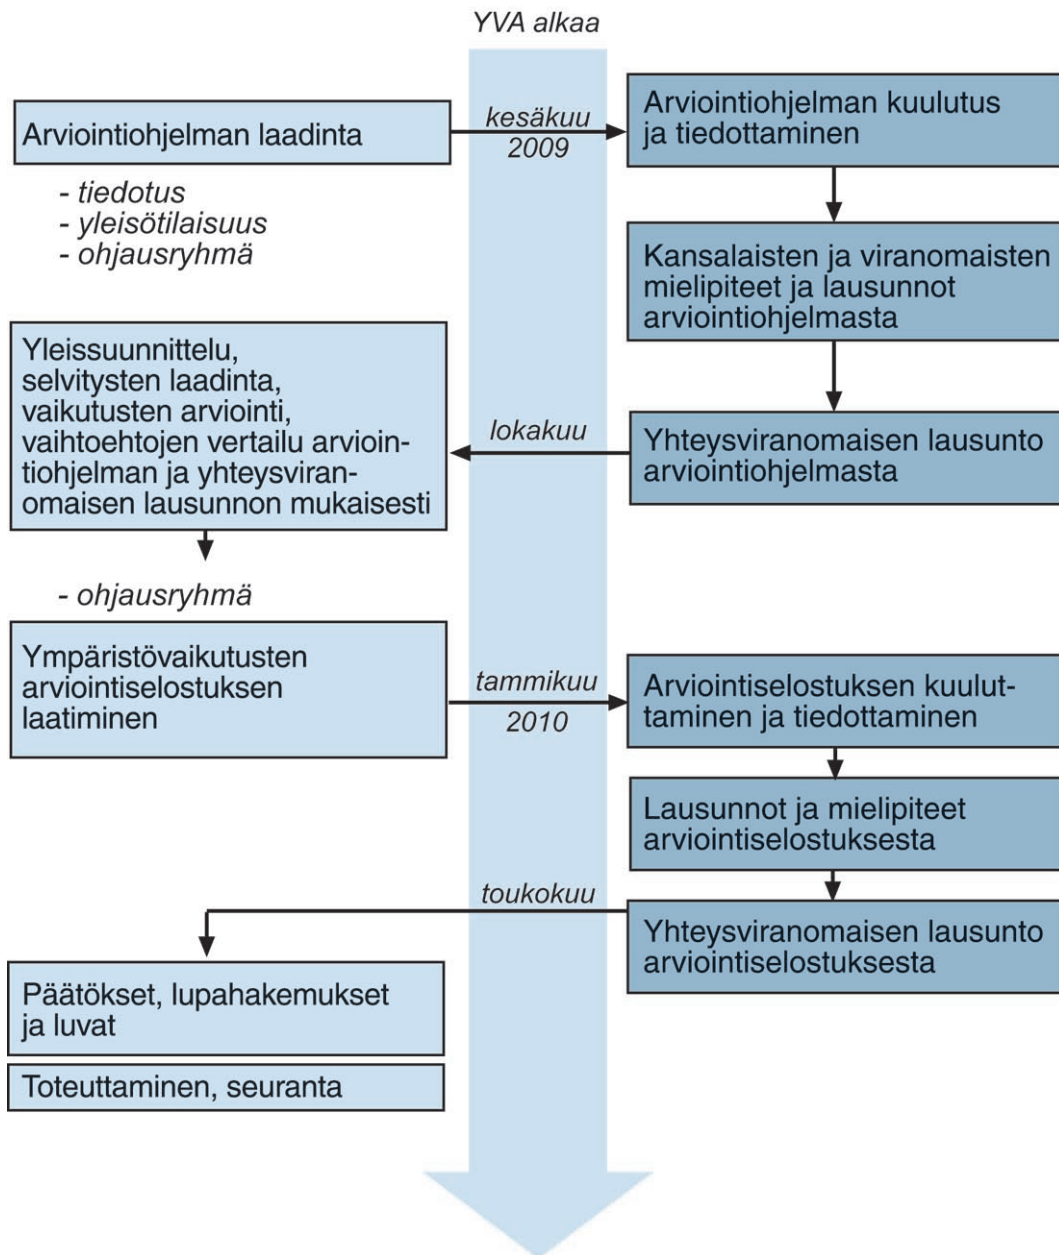 YVA alkaa
Arviointiohjelman laadinta
kesäkuu
2009
Arviointiohjelman kuulutus
ja tiedottaminen
- tiedotus
- yleisötilaisuus
- ohjausryhmä
Kansalaisten ja viranomaisten
mielipiteet ja lausunnot
arviointiohjelmasta
Yhteysviranomaisen lausunto
arviointiohjelmasta
lokakuu
Yleissuunnittelu,
selvitysten laadinta,
vaikutusten arviointi,
vaihtoehtojen vertailu arvioin-
tiohjelman ja yhteysviran-
omaisen lausunnon mukaisesti
- ohjausryhmä
Ympäristövaikutusten
arviointiselostuksen
laatiminen
tammikuu
2010
Arviointiselostuksen kuulut-
taminen ja tiedottaminen
Lausunnot ja mielipiteet
arviointiselostuksesta
Yhteysviranomaisen lausunto
arviointiselostuksesta
toukokuu
Päätökset, lupahakemukset
ja luvat
Toteuttaminen, seuranta